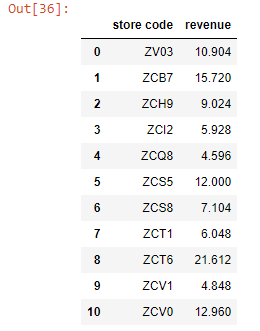 Out[36]:
store code revenue
0 ZV03 10.904
1 ZCB7 15.720
2 ZCH9 9.024
3 ZCI2 5.928
4 ZCQ8 4.596
5 ZCS5 12.000
6 ZCS8 7.104
7 ZCT1 6.048
8 ZCT6 21.612
9 ZCV1 4.848
10 ZCV0 12.960